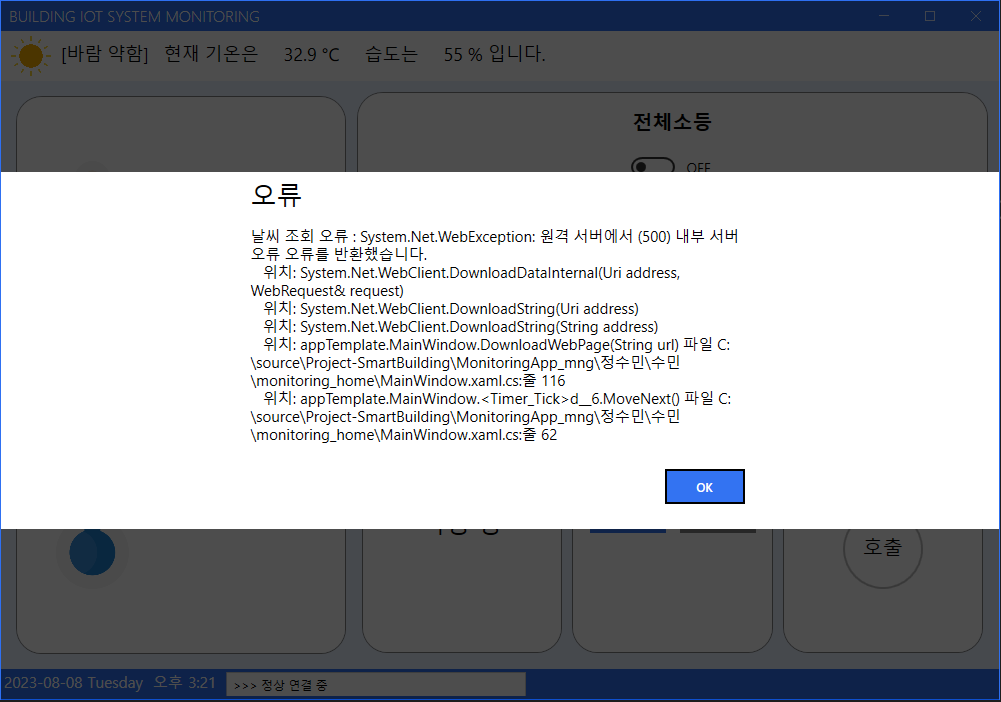 BUILDING IOT SYSTEM MONITORING
[바람 약함] 현재 기온은 32.9 °C 습도는 55 % 입니다.
전체소등
OFF
오류
날씨 조회 오류 : System.Net.WebException: 원격 서버에서 (500) 내부 서버
오류 오류를 반환했습니다.
위치: System.Net.WebClient.DownloadDataInternal(Uri address,
WebRequest& request)
위치: System.Net.WebClient.DownloadString(Uri address)
위치: System.Net.WebClient.DownloadString(String address)
위치: appTemplate.MainWindow.DownloadWebPage(String url) 파일 C:
\source\Project-SmartBuilding\MonitoringApp_mng\정수민\수민
\monitoring_home\MainWindow.xaml.cs:줄 116
위치: appTemplate.MainWindow.<Timer_Tick>d__6.MoveNext() 파일 C:
\source\Project-SmartBuilding\MonitoringApp_mng\정수민\수민
\monitoring_home\MainWindow.xaml.cs:줄 62
OK
호출
2023-08-08 Tuesday 오후 3:21 >>> 정상 연결 중